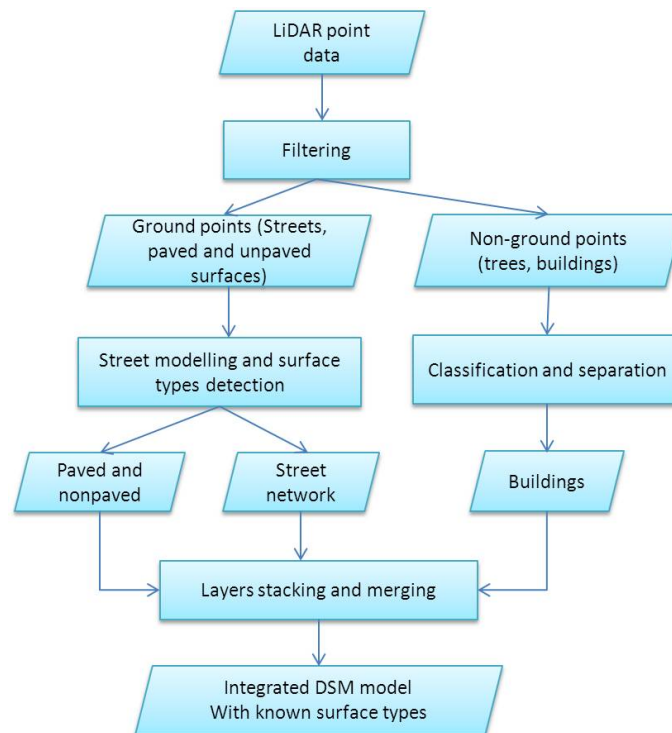 LiDAR point
data
Filtering
Ground points (Streets,
paved and unpaved
surfaces)
Non-ground points
(trees, buildings)
Street modelling and surface
types detection
Classification and separation
Paved and
nonpaved
Street
network
Buildings
Layers stacking and merging
Integrated DSM model
With known surface types